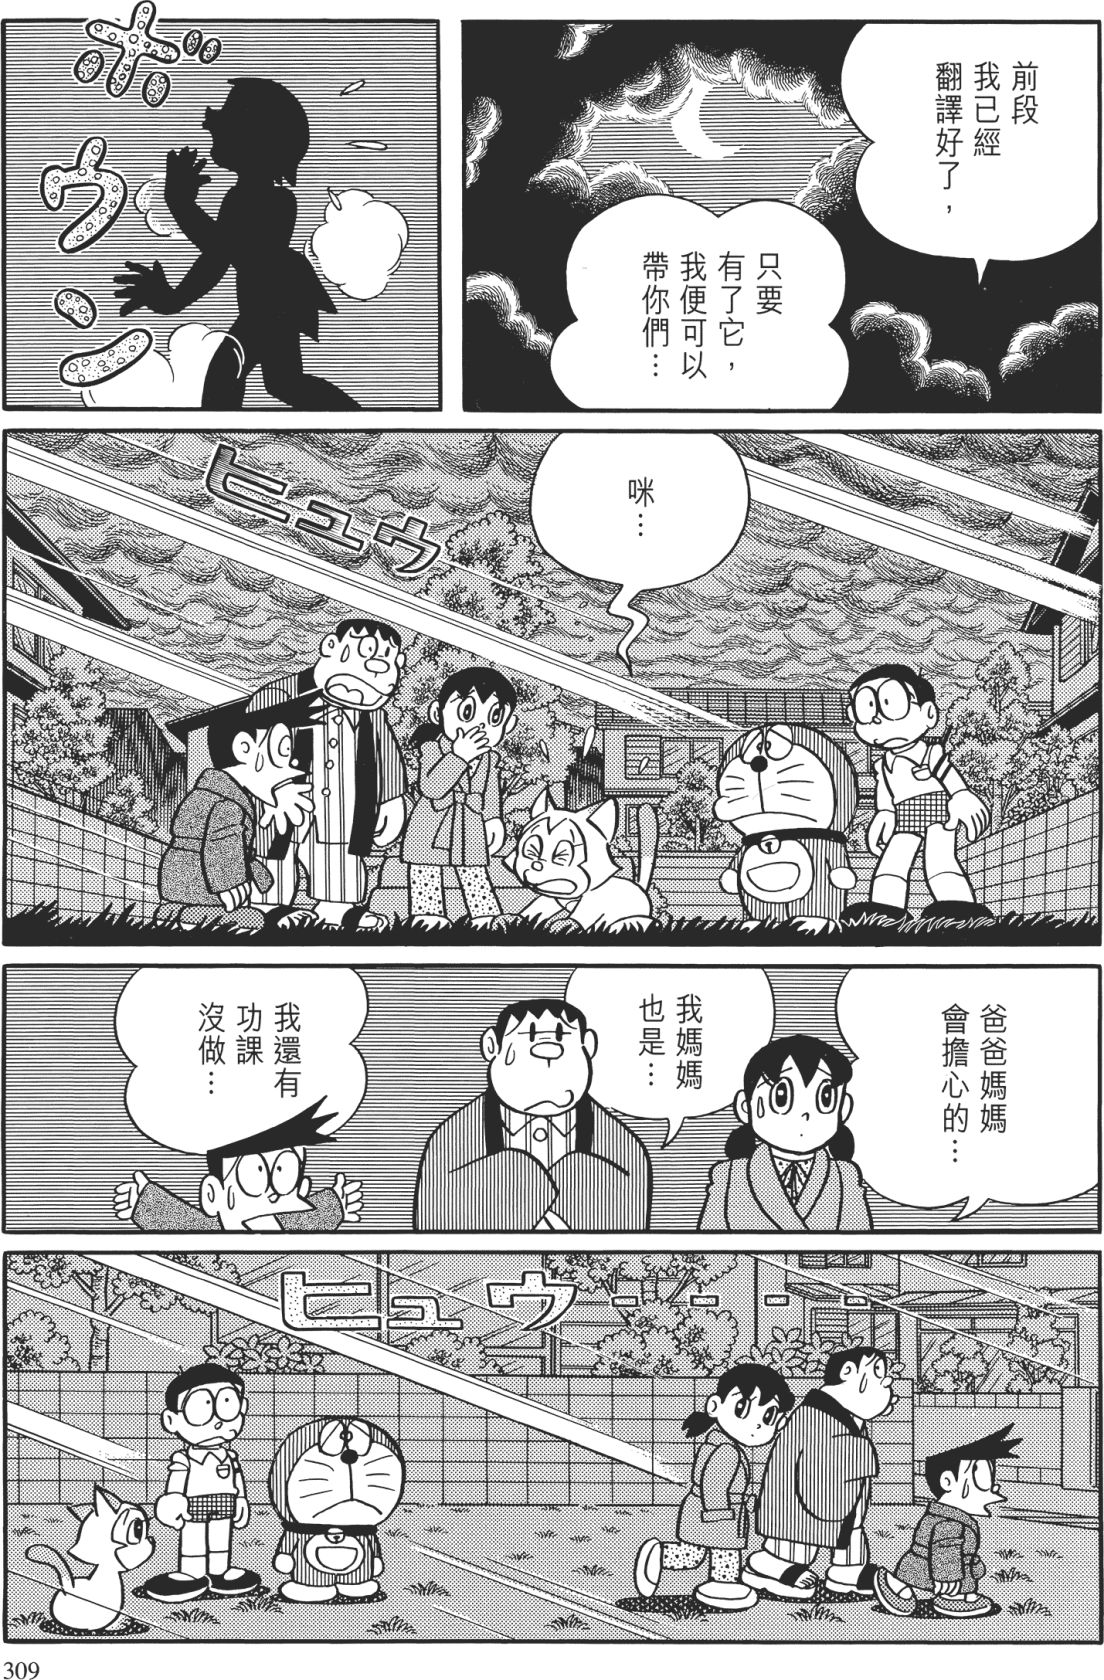 前段
我已經
翻譯好了，
只要
有了它，
我便可以
帶你們…
ボウン
ヒュウ
咪…
爸爸媽媽
會擔心的…
我媽媽
也是…
我還有
功課
沒做…
ヒュウ-----
309